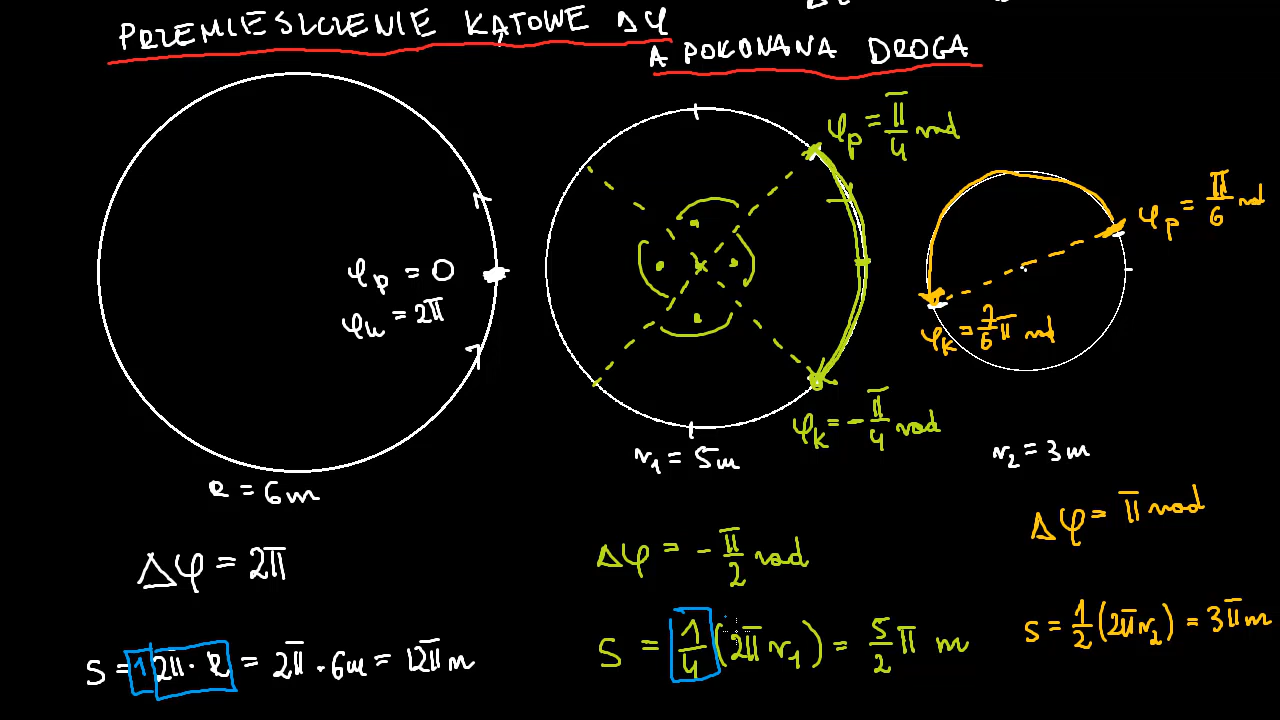 PRZEMIESZCZENIE KĄTOWE Δφ
A POKONANA DROGA
φp = 0
φk = 2π
R = 6m
Δφ = 2π
S = 1 2π · R = 2π · 6m = 12πm
φp = π/4 rad
φk = -π/4 rad
r₁ = 5m
Δφ = -π/2 rad
S = 1/4 (2πr₁) = 5/2 π m
φp = π/6 rad
φk = 7/6 π rad
r₂ = 3m
Δφ = π rad
S = 1/2 (2πr₂) = 3πm